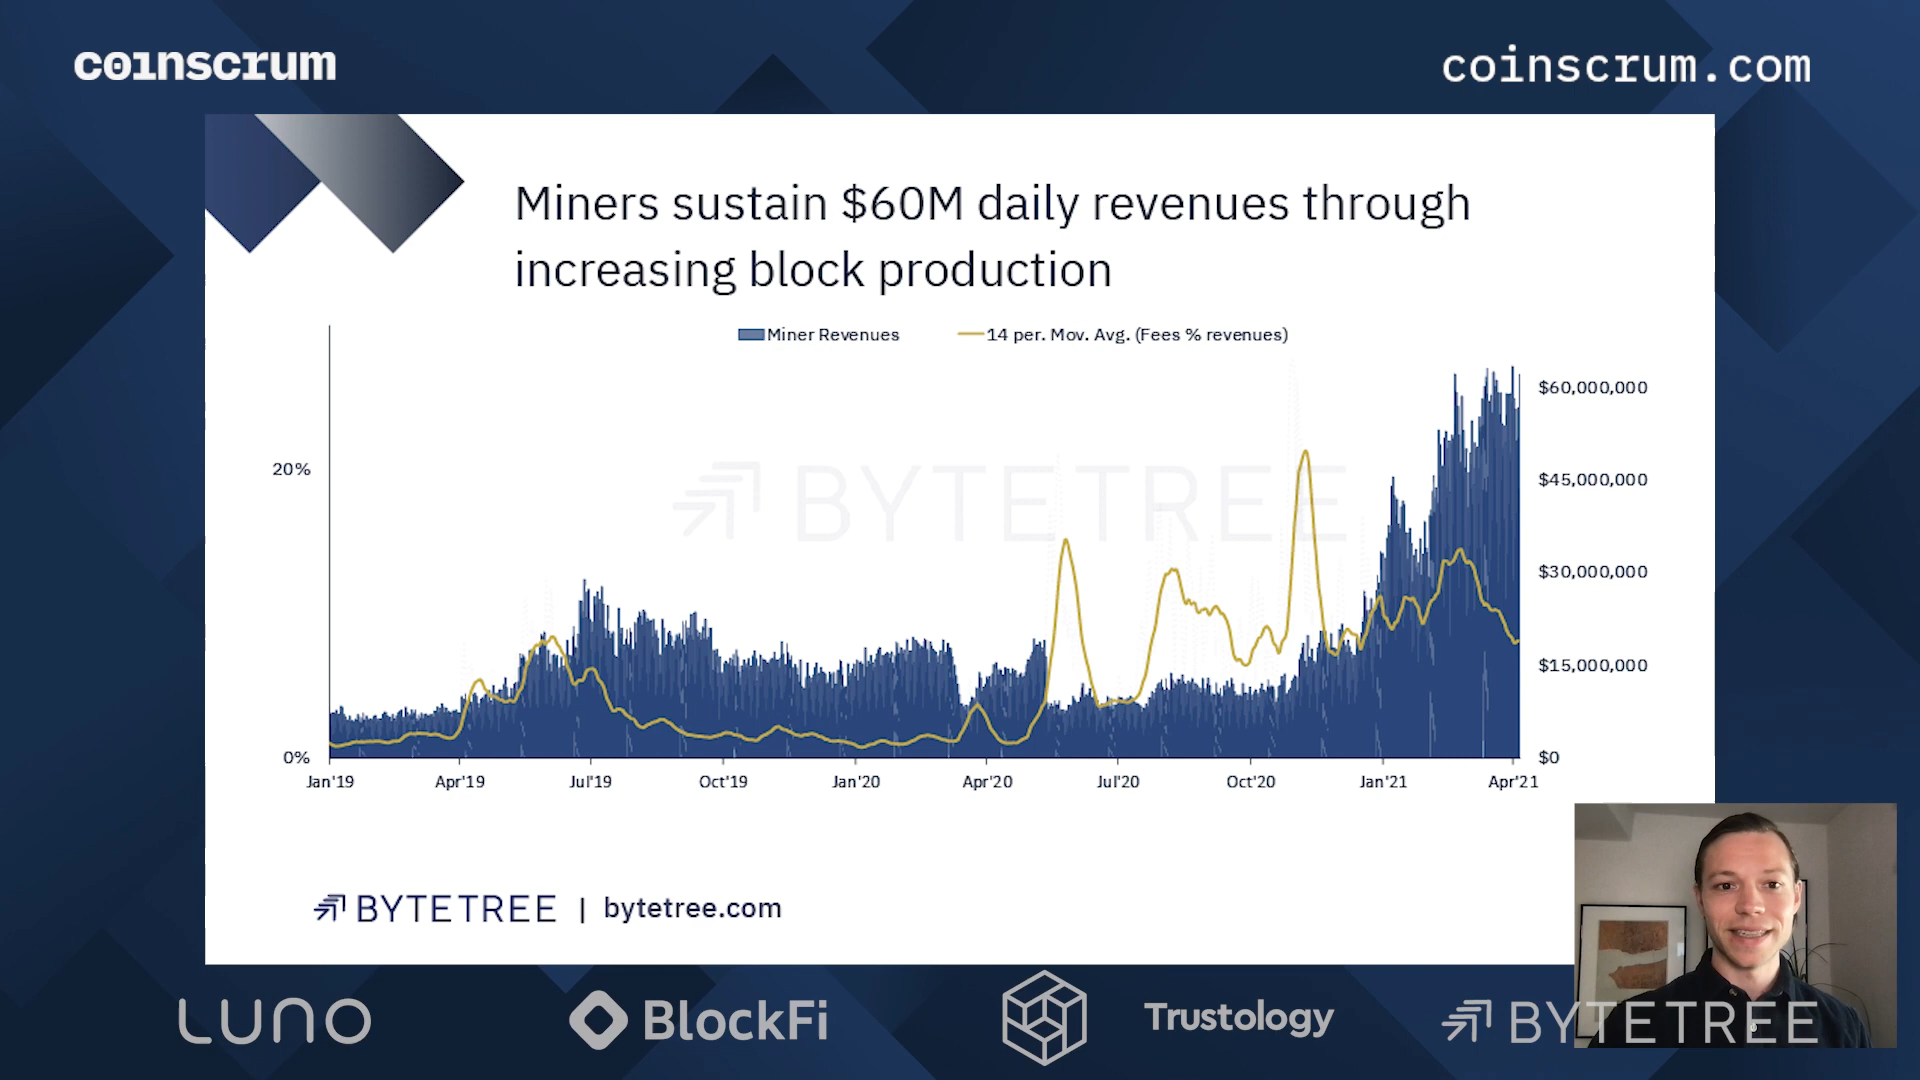 coinscrum
coinscrum.com
Miners sustain $60M daily revenues through
increasing block production
Miner Revenues
14 per. Mov. Avg. (Fees % revenues)
20%
0%
$60,000,000
$45,000,000
$30,000,000
$15,000,000
$0
BYTETREE
Jan'19 Apr'19 Jul'19 Oct'19 Jan'20 Apr'20 Jul'20 Oct'20 Jan'21 Apr'21
BYTETREE | bytetree.com
LUNO
BlockFi
Trustology
BYTETREE